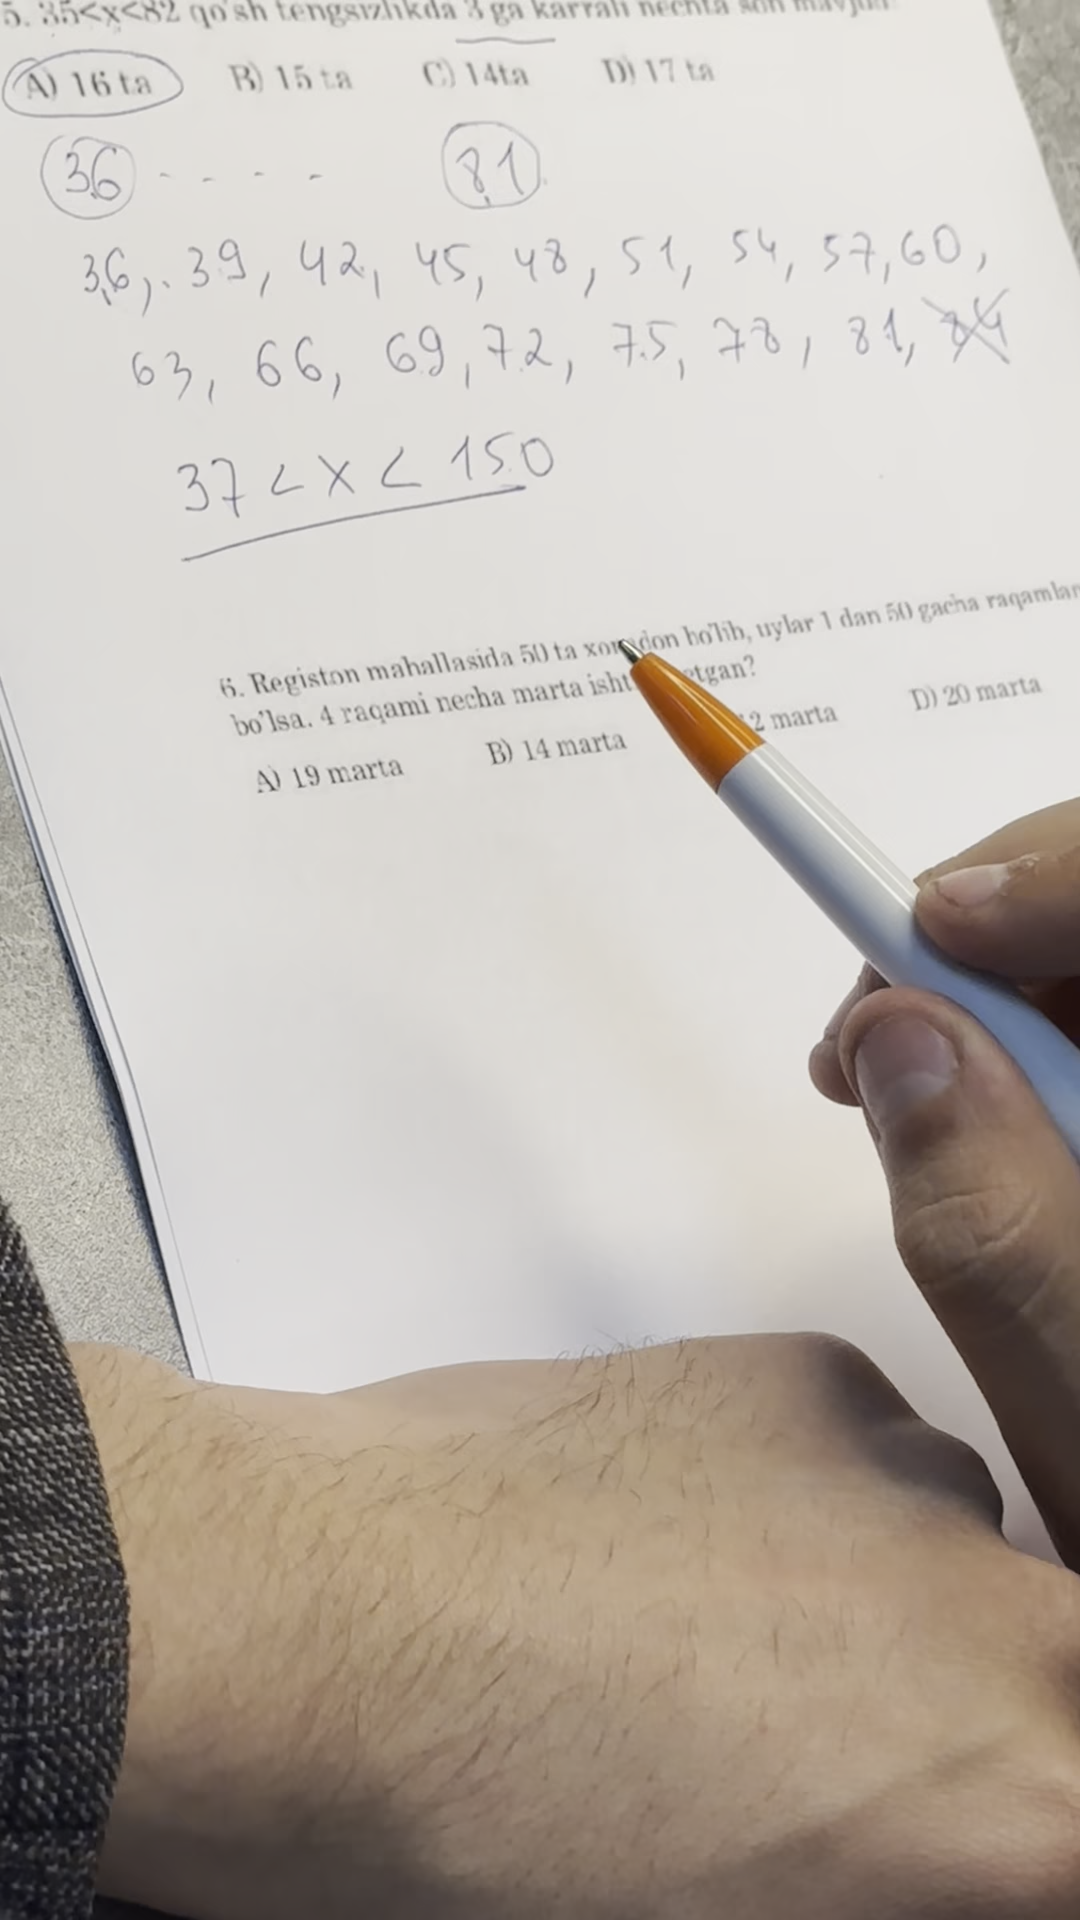 5. 35<x<82 qo'sh tengsizlikda 3 ga karrali nechta son mavjud?
A) 16 ta B) 15 ta C) 14ta D) 17 ta
36 - - - - 81
36, 39, 42, 45, 48, 51, 54, 57, 60,
63, 66, 69, 72, 75, 78, 81, 84
37 < x < 150
6. Registon mahallasida 50 ta xonadon bo'lib, uylar 1 dan 50 gacha raqamlan
bo'lsa. 4 raqami necha marta isht tgan?
A) 19 marta B) 14 marta 12 marta D) 20 marta